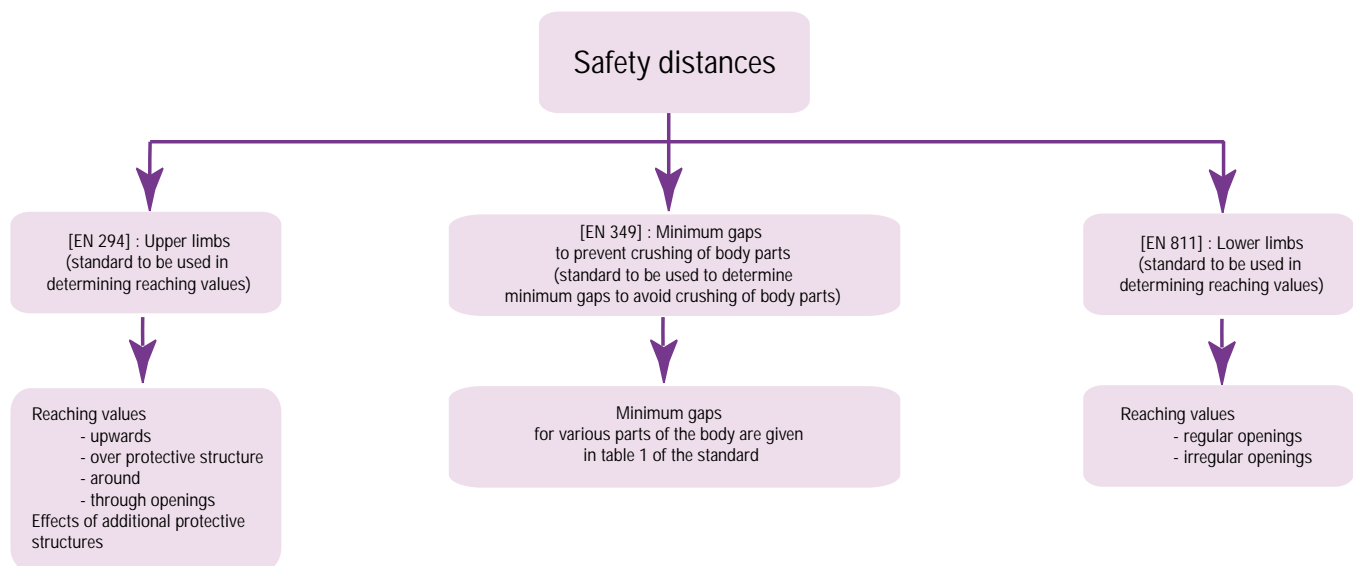 Safety distances
[EN 294] : Upper limbs
(standard to be used in
determining reaching values)
[EN 349] : Minimum gaps
to prevent crushing of body parts
(standard to be used to determine
minimum gaps to avoid crushing of body parts)
[EN 811] : Lower limbs
(standard to be used in
determining reaching values)
Reaching values
- upwards
- over protective structure
- around
- through openings
Effects of additional protective
structures
Minimum gaps
for various parts of the body are given
in table 1 of the standard
Reaching values
- regular openings
- irregular openings